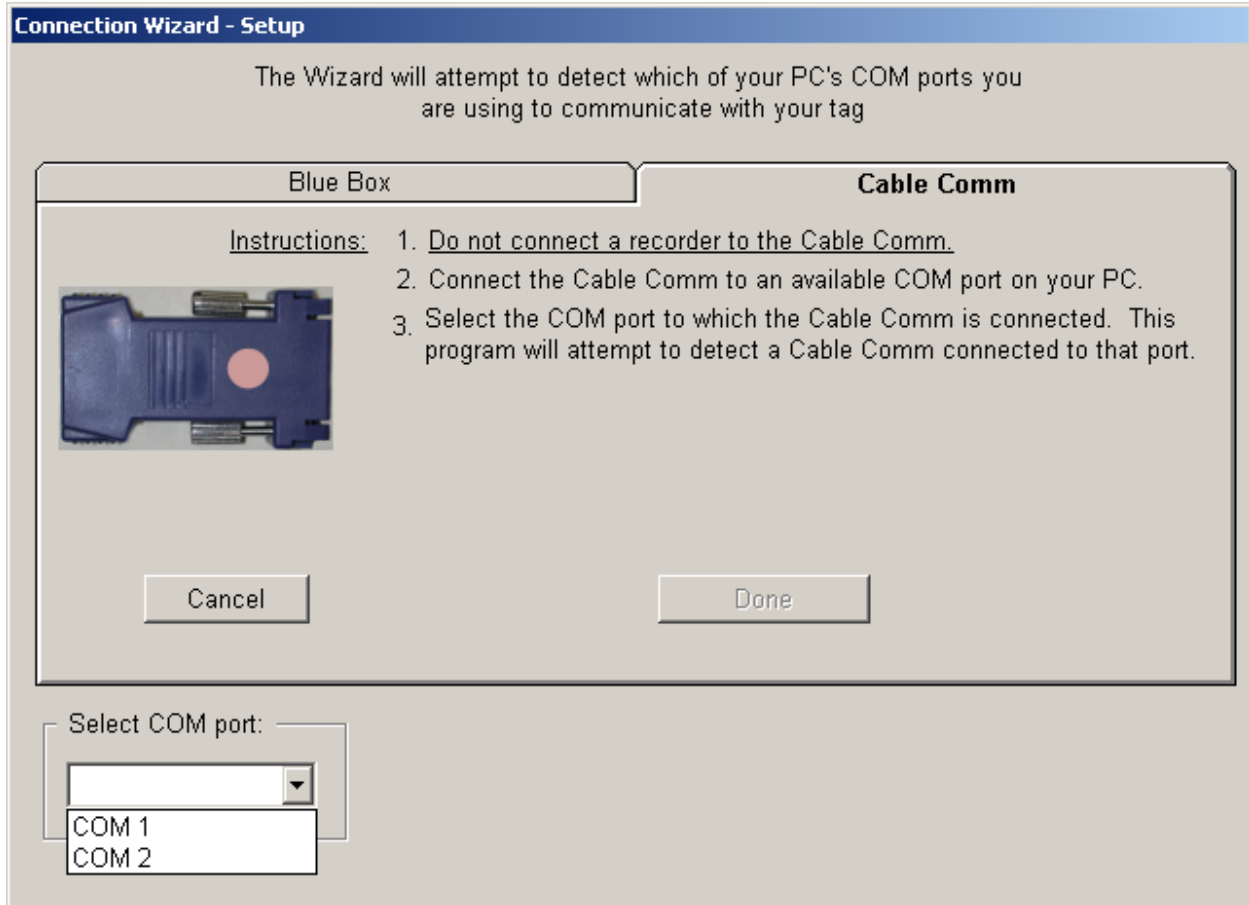 Connection Wizard - Setup
The Wizard will attempt to detect which of your PC's COM ports you
are using to communicate with your tag
Blue Box
Cable Comm
Instructions:
1. Do not connect a recorder to the Cable Comm.
2. Connect the Cable Comm to an available COM port on your PC.
3. Select the COM port to which the Cable Comm is connected.  This
program will attempt to detect a Cable Comm connected to that port.
Cancel
Done
Select COM port:
COM 1
COM 2